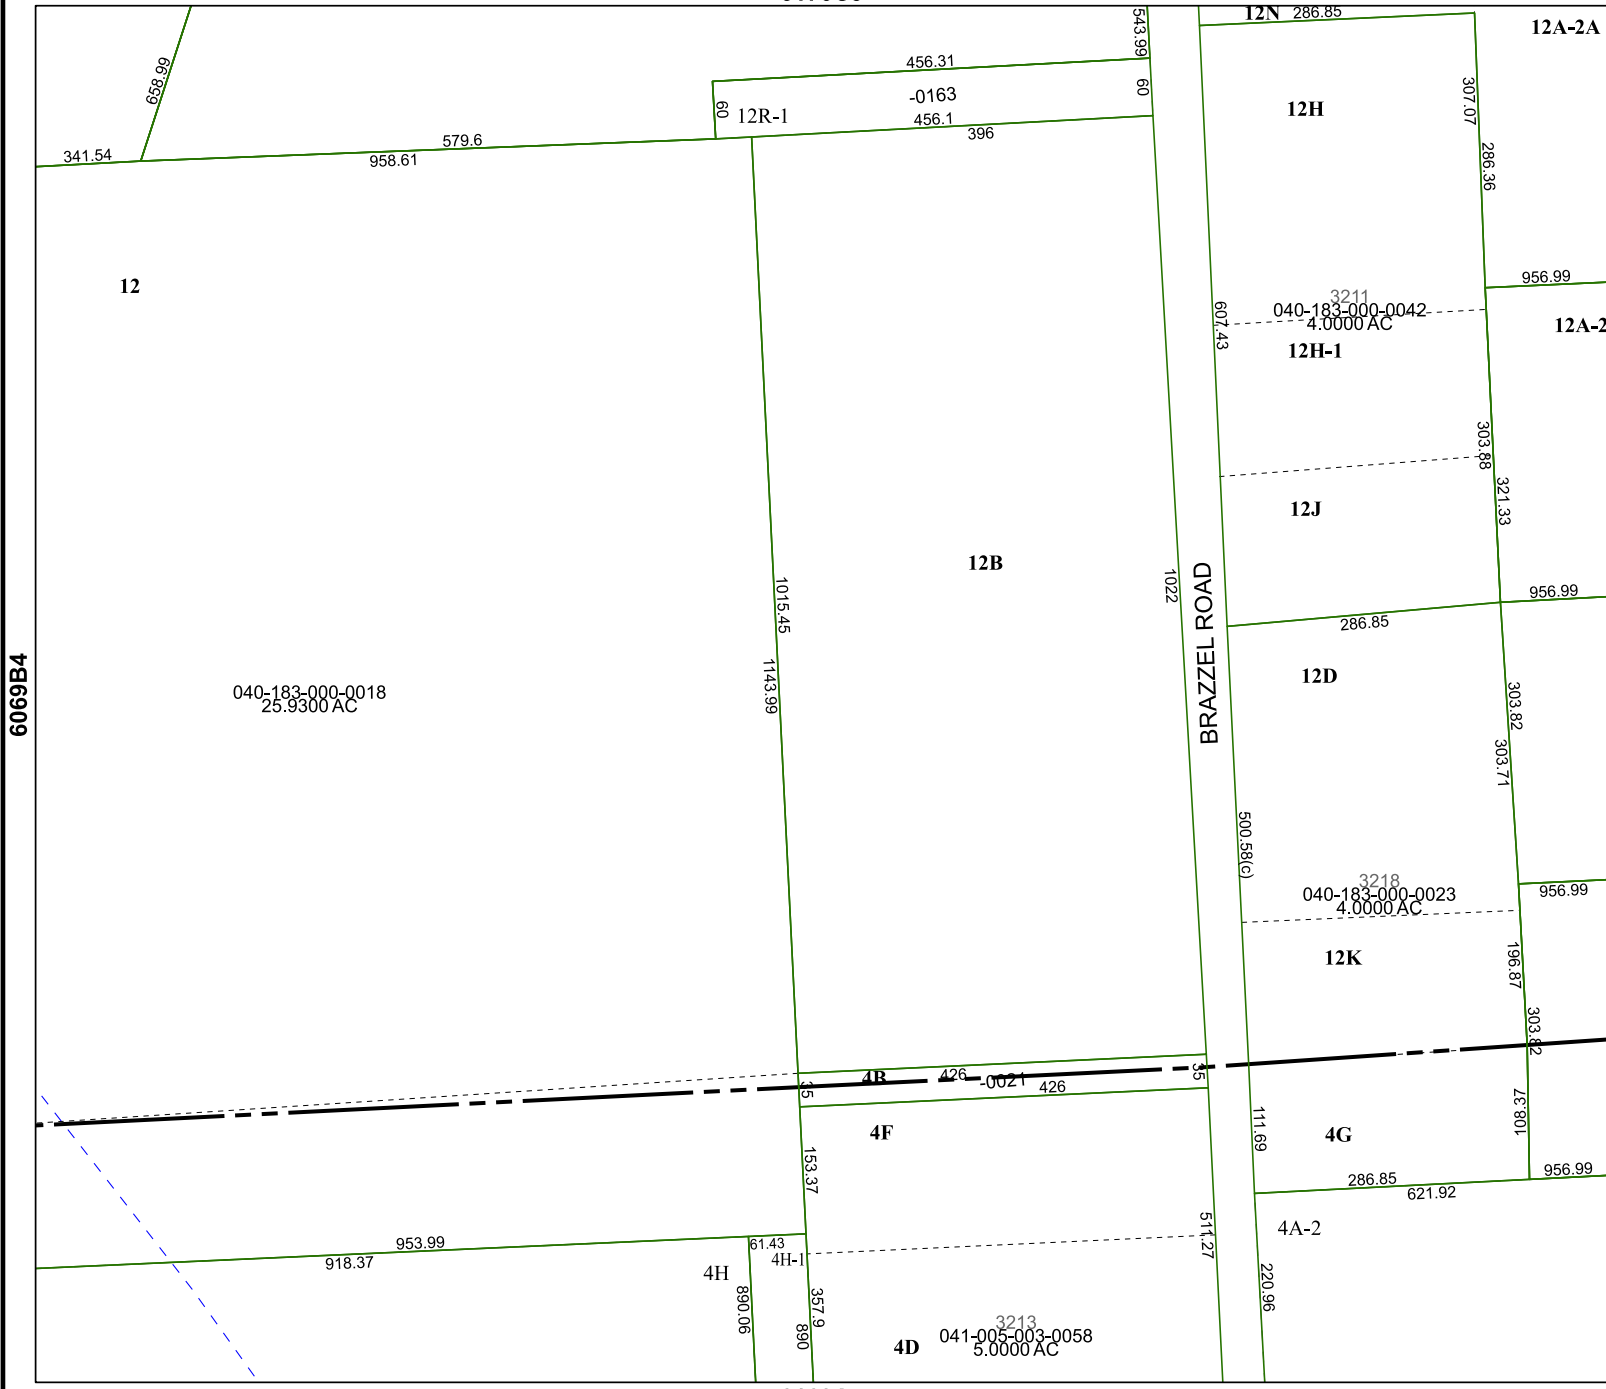 543.99
12N
286.85
12A-2A
658.99
456.31
60
-0163
60
12R-1
456.1
396
12H
307.07
341.54
579.6
958.61
286.36
12
956.99
3211
040-183-000-0042
4.0000 AC
607.43
12A-2
12H-1
303.88
321.33
12J
12B
1015.45
1022
BRAZZEL ROAD
956.99
286.85
12D
1143.99
303.82
303.71
6069B4
040-183-000-0018
25.9300 AC
500.58(c)
3218
040-183-000-0023
4.0000 AC
956.99
12K
196.87
303.82
4B
426
-0021
426
35
35
108.37
111.69
4F
4G
153.37
286.85
621.92
956.99
511.27
4A-2
953.99
918.37
61.43
4H-1
4H
890.06
357.9
890
220.96
3213
041-005-003-0058
5.0000 AC
4D